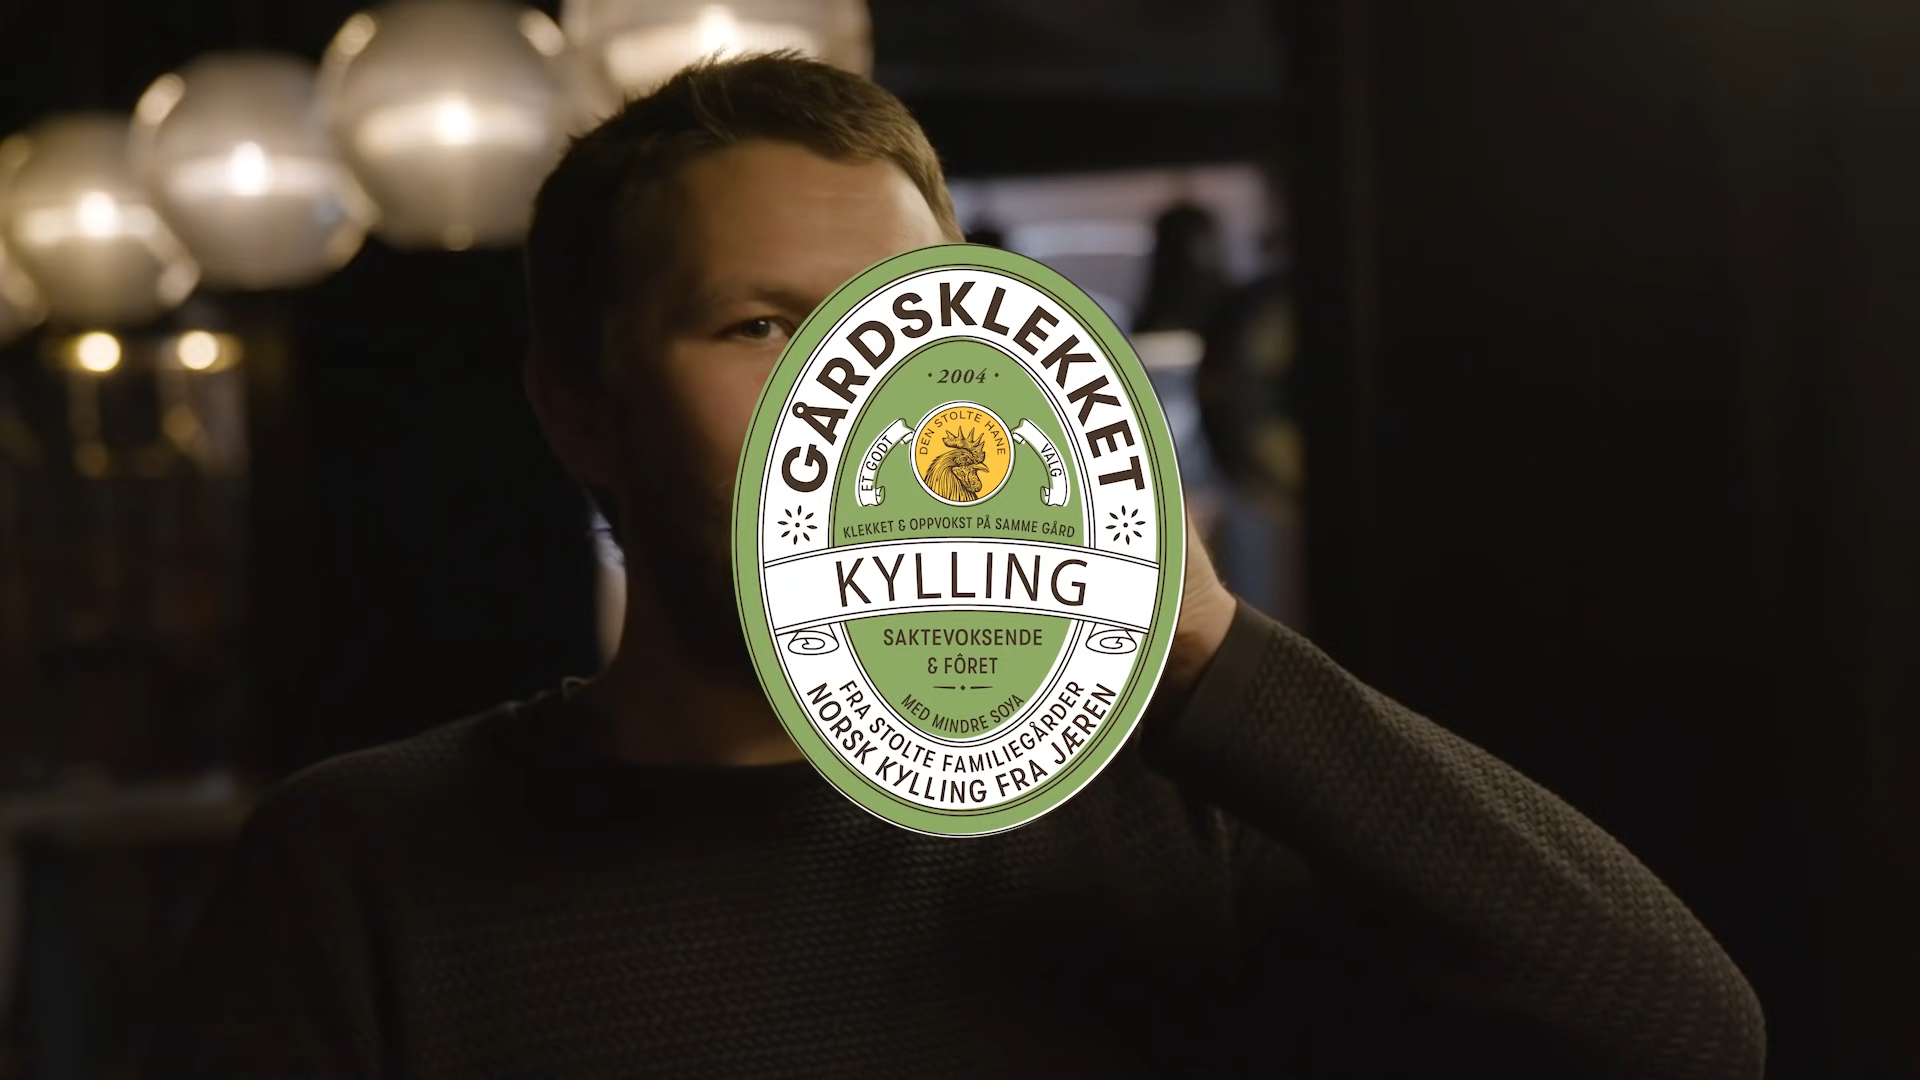 GÅRDSKLEKKET
· 2004 ·
DEN STOLTE HANE
ET GODT
VALG
KLEKKET & OPPVOKST PÅ SAMME GÅRD
KYLLING
SAKTEVOKSENDE
& FÔRET
MED MINDRE SOYA
FRA STOLTE FAMILIEGÅRDER
NORSK KYLLING FRA JÆREN